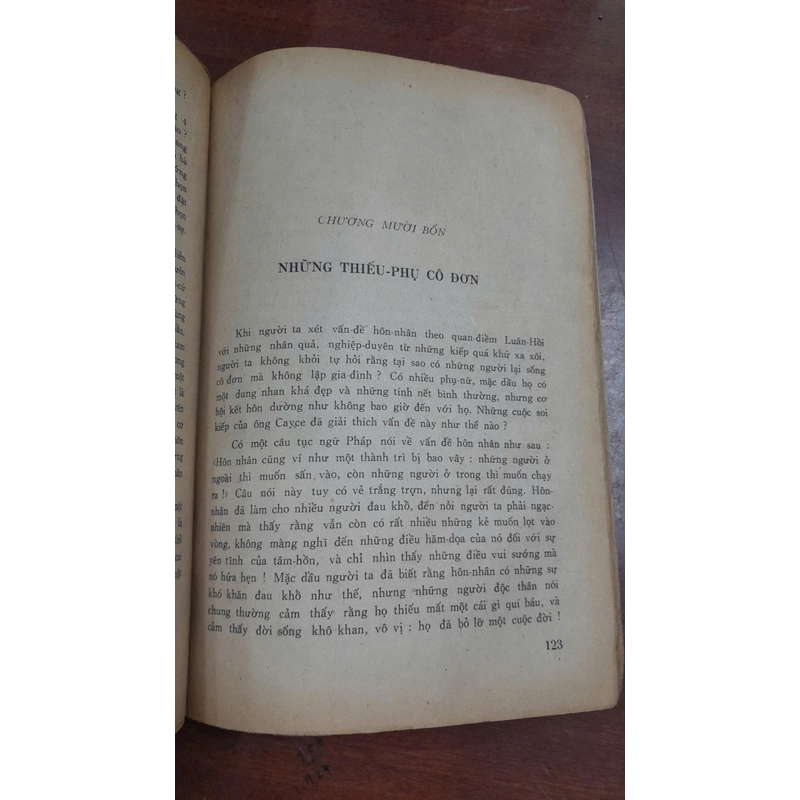 g ?
4
ao ?
ang
bà
ớng
họn
đặt
họn
CHƯƠNG MƯỜI BỐN
NHỮNG THIẾU-PHỤ CÔ ĐƠN
Khi người ta xét vấn-đề hôn-nhân theo quan-điểm Luân-Hồi
với những nhân quả, nghiệp-duyên từ những kiếp quá khứ xa xôi,
người ta không khỏi tự hỏi rằng tại sao có những người lại sống
cô đơn mà không lập gia-đình ? Có nhiều phụ-nữ, mặc dầu họ có
một dung nhan khá đẹp và những tính nết bình thường, nhưng cơ
hội kết hôn dường như không bao giờ đến với họ. Những cuộc soi
kiếp của ông Cayce đã giải thích vấn đề này như thế nào ?
Có một câu tục ngữ Pháp nói về vấn đề hôn nhân như sau :
«Hôn nhân cũng ví như một thành trì bị bao vây : những người ở
ngoài thì muốn sấn vào, còn những người ở trong thì muốn chạy
ra !» Câu nói này tuy có vẻ trắng trợn, nhưng lại rất đúng. Hôn-
nhân đã làm cho nhiều người đau khổ, đến nỗi người ta phải ngạc-
nhiên mà thấy rằng vẫn còn có rất nhiều những kẻ muốn lọt vào
vòng, không màng nghĩ đến những điều hăm-dọa của nó đối với sự
yên tĩnh của tâm-hồn, và chỉ nhìn thấy những điều vui sướng mà
nó hứa hẹn ! Mặc dầu người ta đã biết rằng hôn-nhân có những sự
khó khăn đau khổ như thế, nhưng những người độc thân nói
chung thường cảm thấy rằng họ thiếu mất một cái gì quí báu, và
cảm thấy đời sống khô khan, vô vị : họ đã bỏ lỡ một cuộc đời !
123